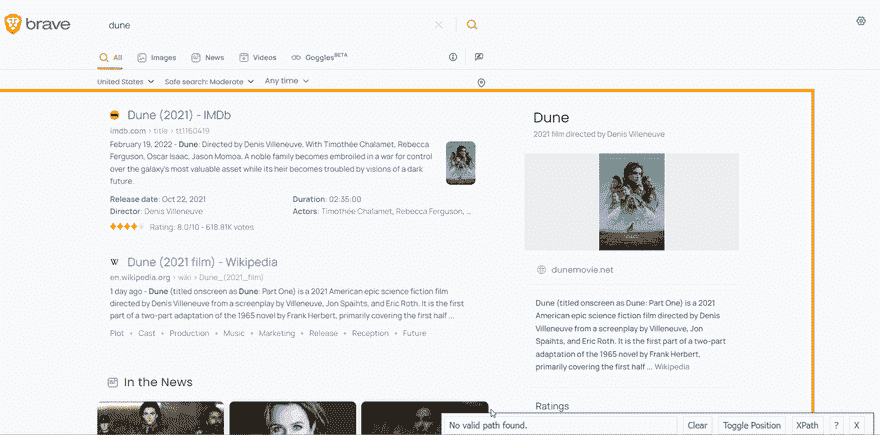 brave
dune
All Images News Videos Goggles BETA
United States Safe search: Moderate Any time
Dune (2021) - IMDb
imdb.com › title › tt1160419
February 19, 2022 - Dune: Directed by Denis Villeneuve. With Timothée Chalamet, Rebecca
Ferguson, Oscar Isaac, Jason Momoa. A noble family becomes embroiled in a war for control
over the galaxy's most valuable asset while its heir becomes troubled by visions of a dark
future.
Release date: Oct 22, 2021 Duration: 02:35:00
Director: Denis Villeneuve Actors: Timothée Chalamet, Rebecca Ferguson, ...
Rating: 8.0/10 - 618.81K votes
W Dune (2021 film) - Wikipedia
en.wikipedia.org › wiki › Dune_(2021_film)
1 day ago - Dune (titled onscreen as Dune: Part One) is a 2021 American epic science fiction film
directed by Denis Villeneuve from a screenplay by Villeneuve, Jon Spaihts, and Eric Roth. It is the first
part of a two-part adaptation of the 1965 novel by Frank Herbert, primarily covering the first half ...
Plot • Cast • Production • Music • Marketing • Release • Reception • Future
In the News
Dune
2021 film directed by Denis Villeneuve
dunemovie.net
Dune (titled onscreen as Dune: Part One) is a 2021
American epic science fiction film directed by Denis
Villeneuve from a screenplay by Villeneuve, Jon
Spaihts, and Eric Roth. It is the first part of a two-part
adaptation of the 1965 novel by Frank Herbert,
primarily covering the first half ... Wikipedia
Ratings
No valid path found. Clear Toggle Position XPath ? X